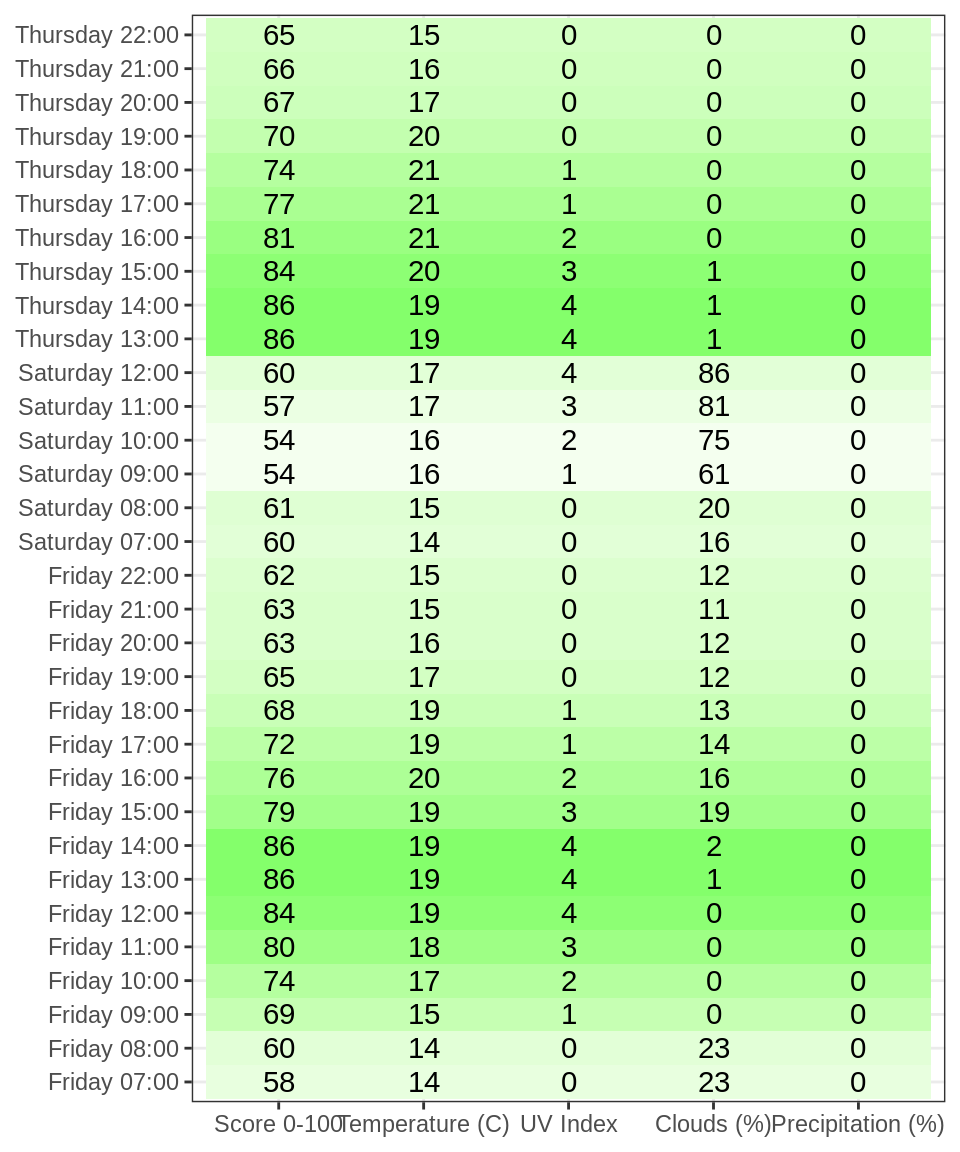 Thursday 22:00 65 15 0 0 0
Thursday 21:00 66 16 0 0 0
Thursday 20:00 67 17 0 0 0
Thursday 19:00 70 20 0 0 0
Thursday 18:00 74 21 1 0 0
Thursday 17:00 77 21 1 0 0
Thursday 16:00 81 21 2 0 0
Thursday 15:00 84 20 3 1 0
Thursday 14:00 86 19 4 1 0
Thursday 13:00 86 19 4 1 0
Saturday 12:00 60 17 4 86 0
Saturday 11:00 57 17 3 81 0
Saturday 10:00 54 16 2 75 0
Saturday 09:00 54 16 1 61 0
Saturday 08:00 61 15 0 20 0
Saturday 07:00 60 14 0 16 0
Friday 22:00 62 15 0 12 0
Friday 21:00 63 15 0 11 0
Friday 20:00 63 16 0 12 0
Friday 19:00 65 17 0 12 0
Friday 18:00 68 19 1 13 0
Friday 17:00 72 19 1 14 0
Friday 16:00 76 20 2 16 0
Friday 15:00 79 19 3 19 0
Friday 14:00 86 19 4 2 0
Friday 13:00 86 19 4 1 0
Friday 12:00 84 19 4 0 0
Friday 11:00 80 18 3 0 0
Friday 10:00 74 17 2 0 0
Friday 09:00 69 15 1 0 0
Friday 08:00 60 14 0 23 0
Friday 07:00 58 14 0 23 0
Score 0-100 Temperature (C) UV Index Clouds (%) Precipitation (%)